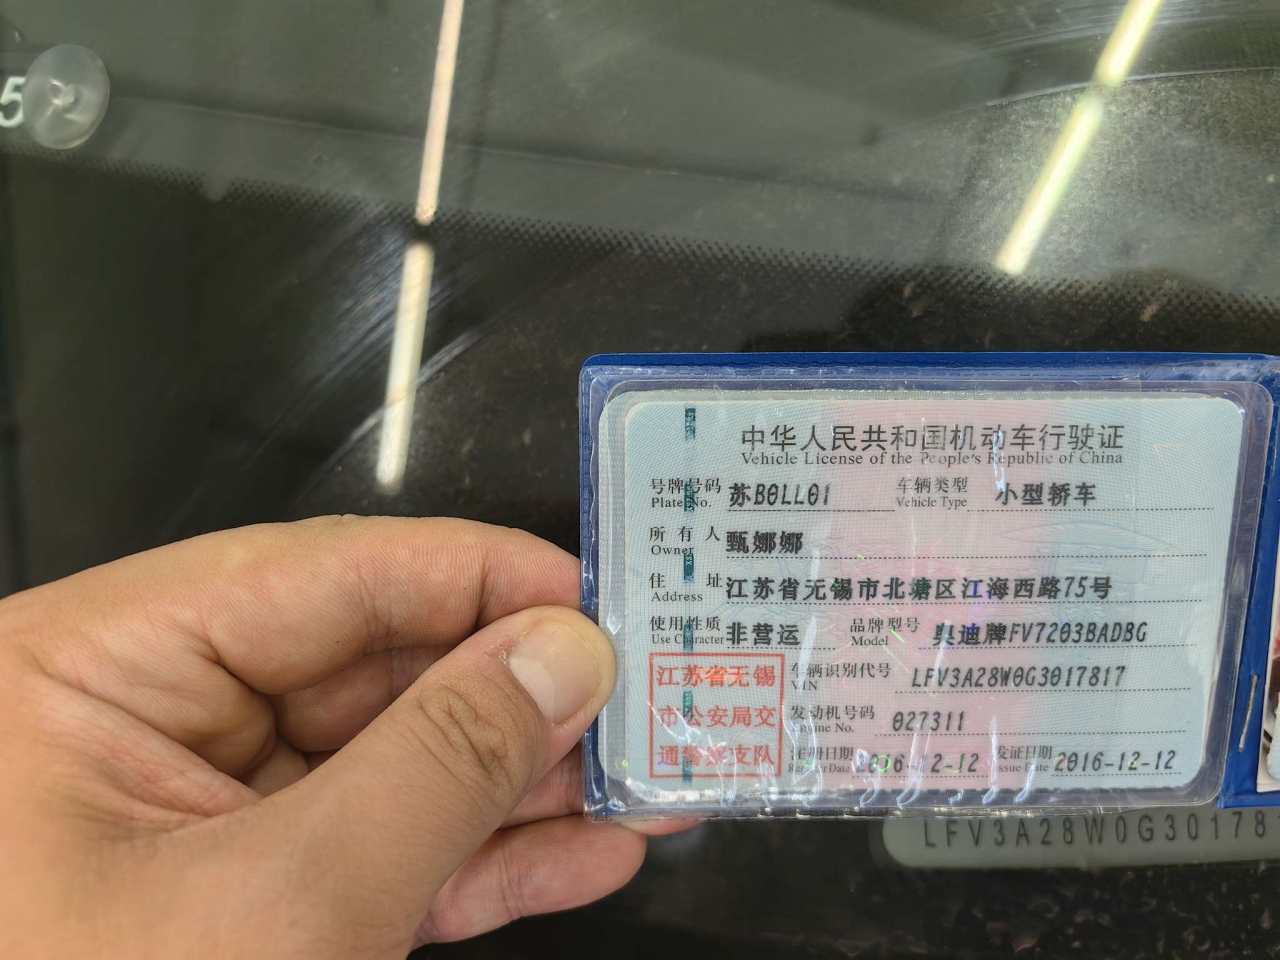 5
中华人民共和国机动车行驶证
Vehicle License of the People's Republic of China
号牌号码 苏B0LL01 车辆类型 小型轿车
Plate No. Vehicle Type
所有人 甄娜娜
Owner
住址 江苏省无锡市北塘区江海西路75号
Address
使用性质 非营运 品牌型号 奥迪牌FV7203BADBG
Use Character Model
江苏省无锡
市公安局交
通警察支队
车辆识别代号 LFV3A28W0G3017817
VIN
发动机号码 027311
Engine No.
注册日期 2016-12-12 发证日期 2016-12-12
Register Date Issue Date
LFV3A28W0G30178